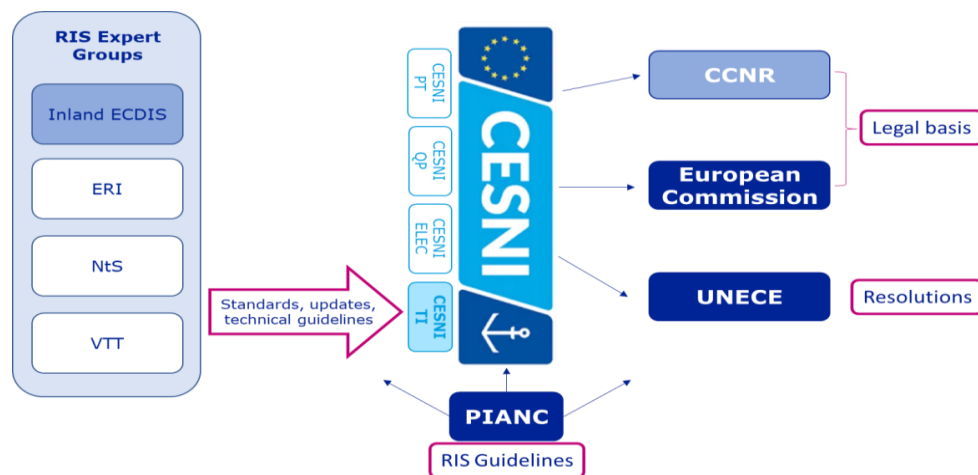 RIS Expert
Groups
Inland ECDIS
ERI
NtS
VTT
Standards, updates,
technical guidelines
CESNI
PT
CESNI
QP
CESNI
ELEC
CESNI
TI
CESNI
CCNR
European
Commission
UNECE
Legal basis
Resolutions
PIANC
RIS Guidelines